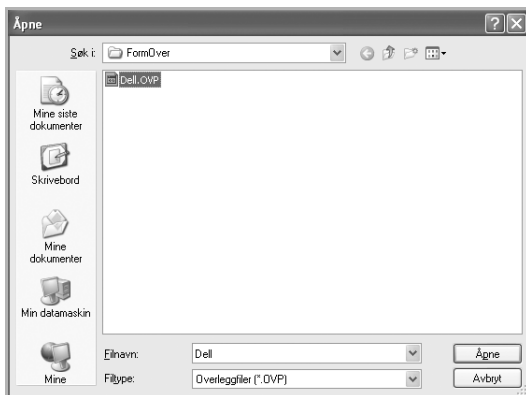 Åpne
Søk i: FormOver
Dell.OVP
Mine siste
dokumenter
Skrivebord
Mine
dokumenter
Min datamaskin
Mine
Filnavn: Dell Åpne
Filtype: Overleggfiler (*.OVP) Avbryt